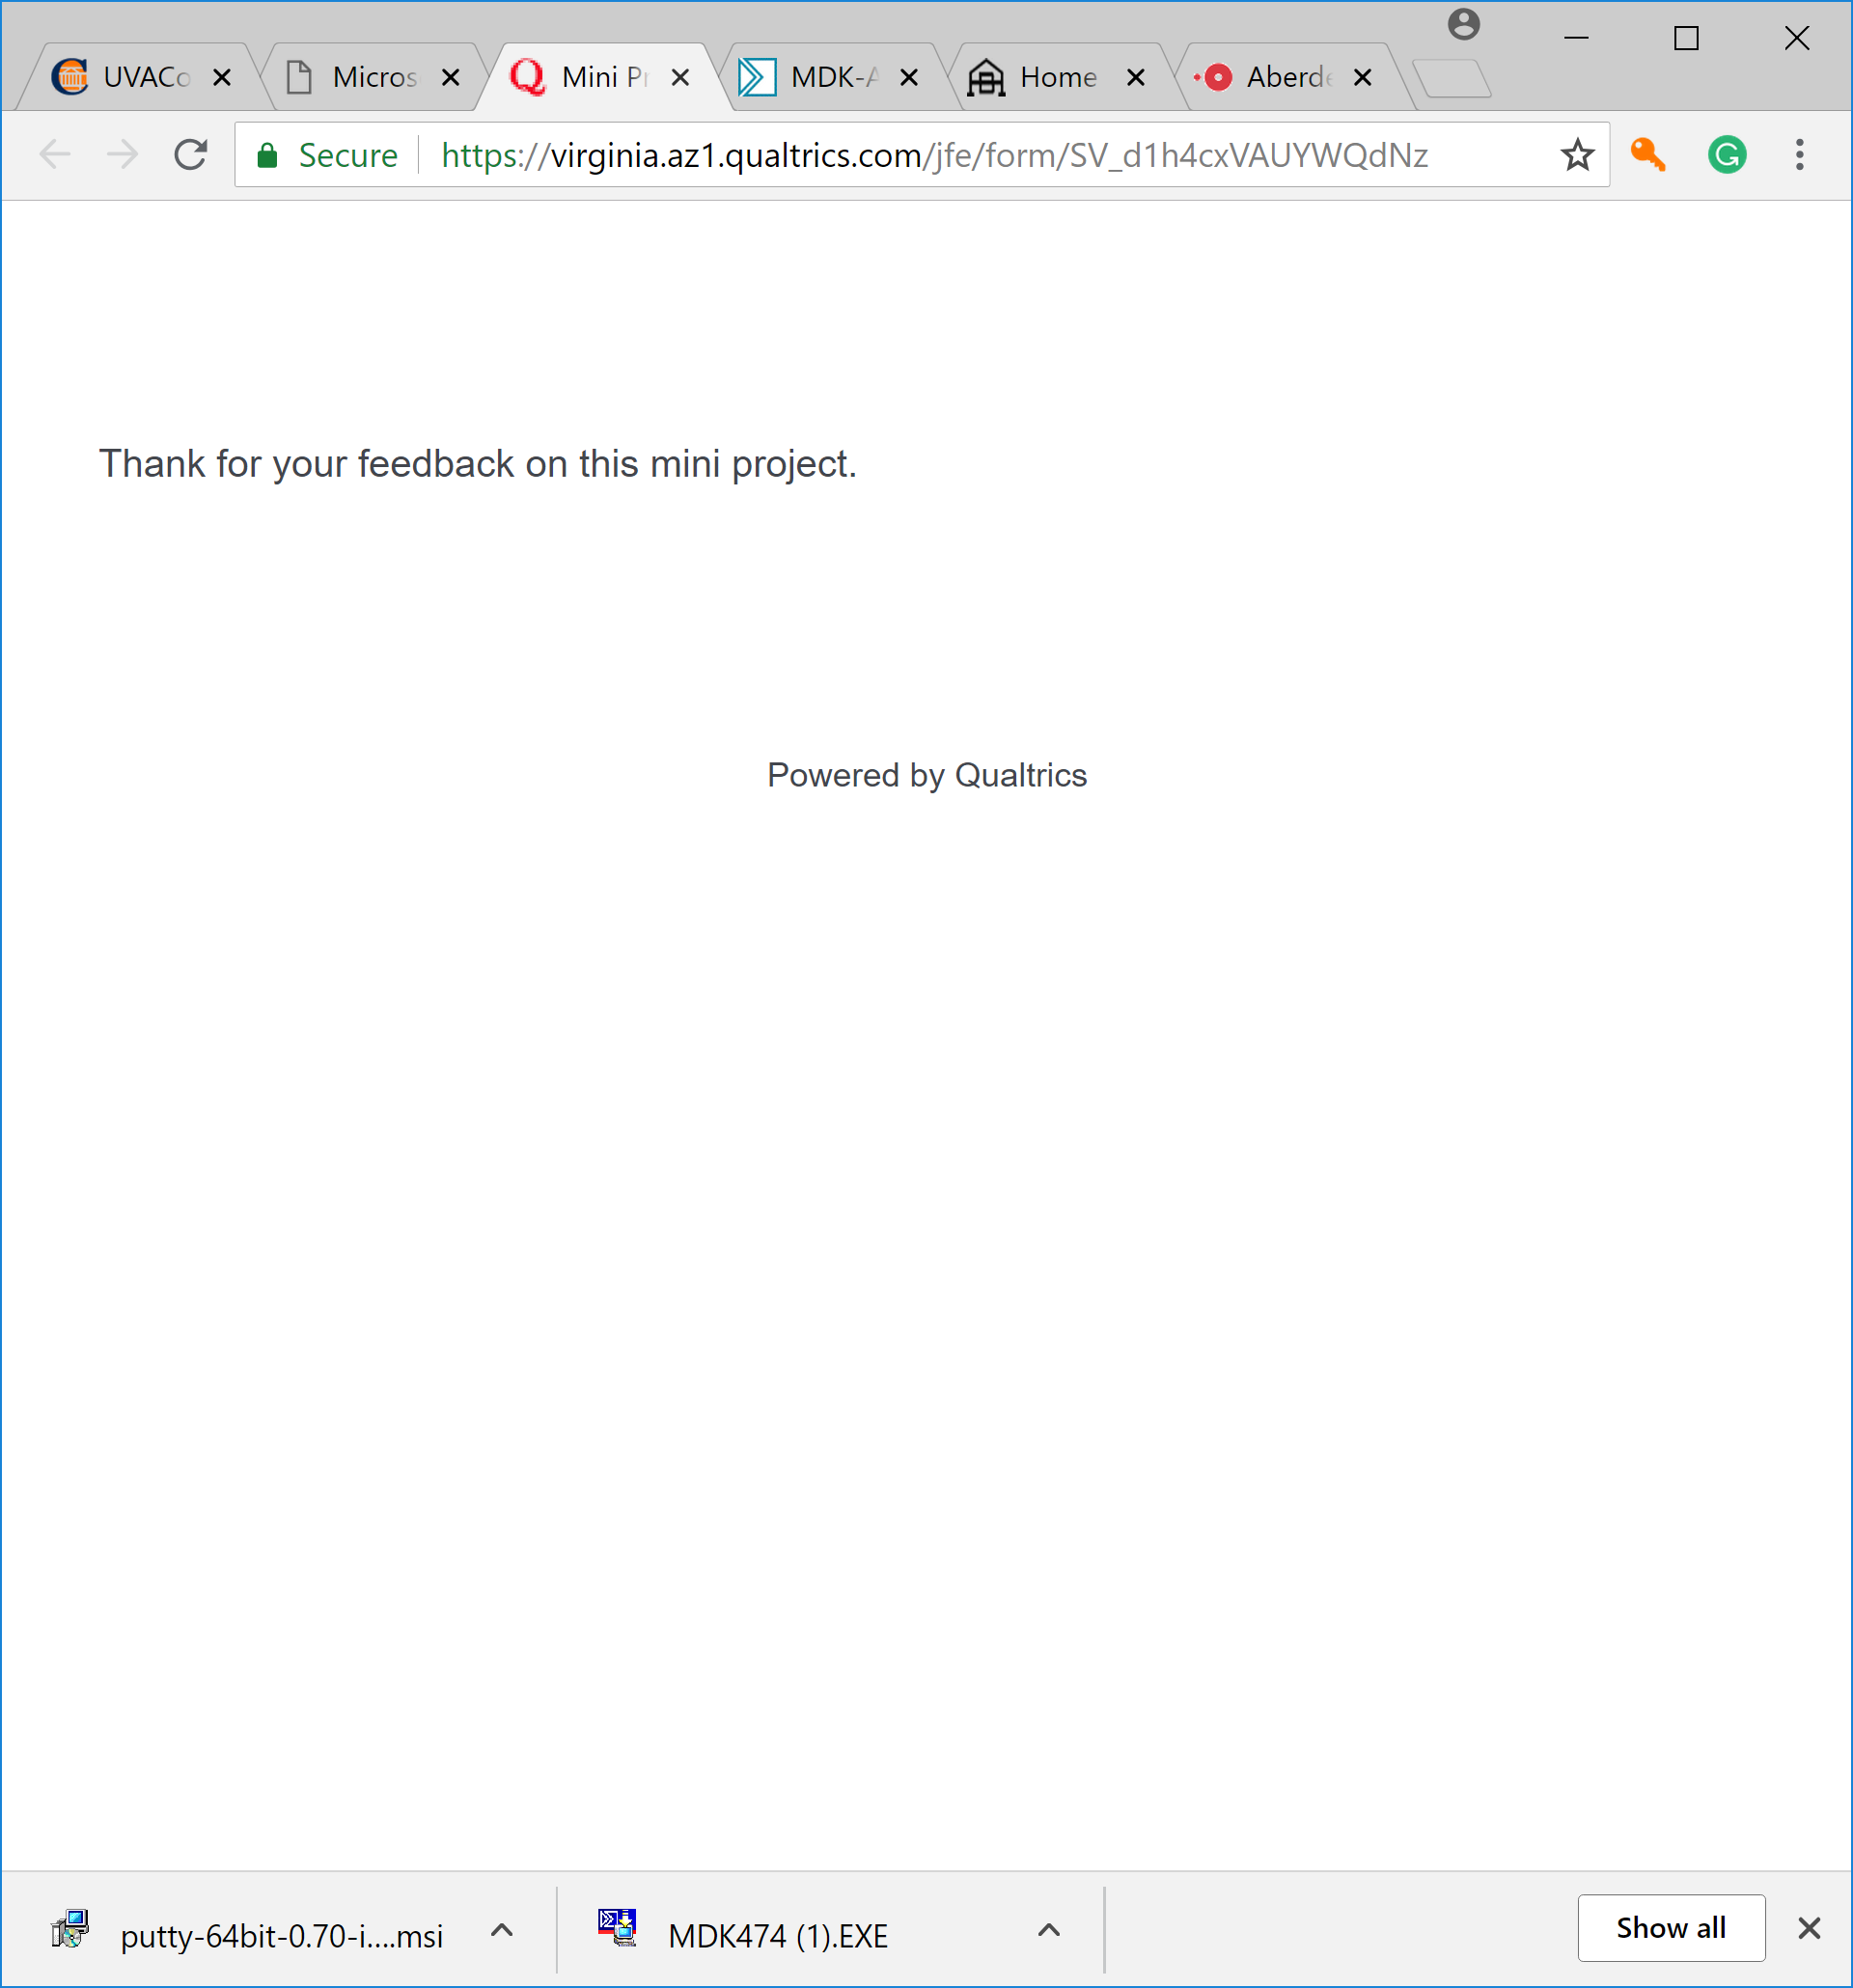 UVACo
Micros
Mini Pr
MDK-A
Home
Aberde
Secure
https://virginia.az1.qualtrics.com/jfe/form/SV_d1h4cxVAUYWQdNz
Thank for your feedback on this mini project.
Powered by Qualtrics
putty-64bit-0.70-i....msi
MDK474 (1).EXE
Show all